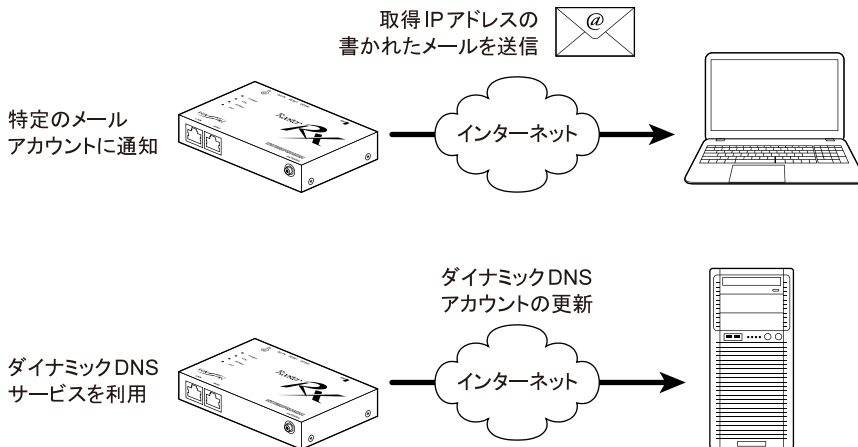 取得IPアドレスの
書かれたメールを送信
@
特定のメール
アカウントに通知
Rx
インターネット
ダイナミックDNS
アカウントの更新
ダイナミックDNS
サービスを利用
Rx
インターネット